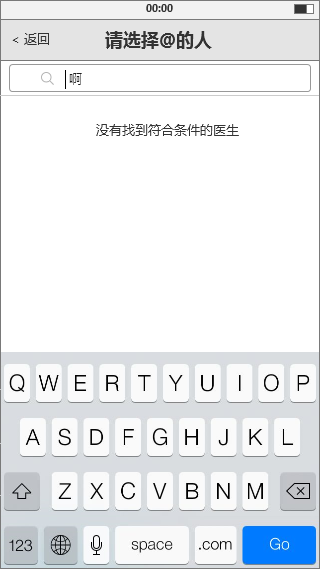 00:00
< 返回 请选择@的人
啊
没有找到符合条件的医生
Q W E R T Y U I O P
A S D F G H J K L
Z X C V B N M
123 space .com Go